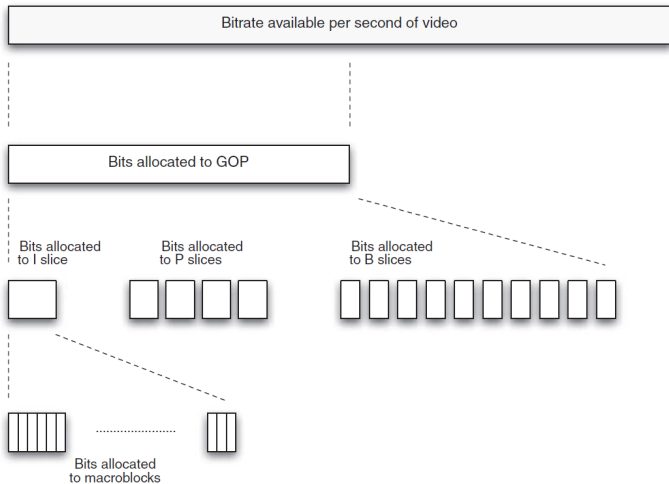 Bitrate available per second of video
Bits allocated to GOP
Bits allocated
to I slice
Bits allocated
to P slices
Bits allocated
to B slices
Bits allocated
to macroblocks